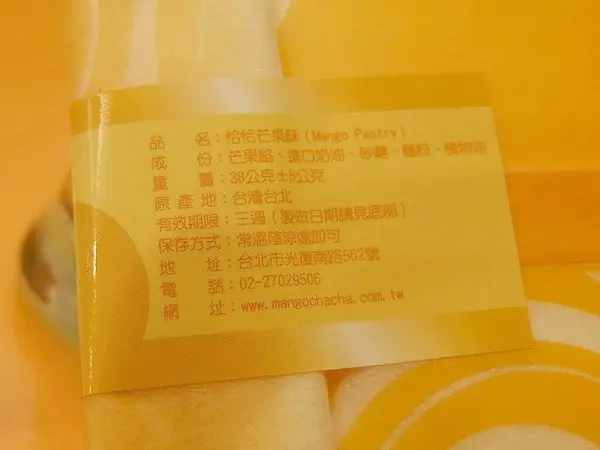 品　　名：恰恰芒果酥（Mango Pastry）
成　　份：芒果餡、進口奶油、砂糖、麵粉、植物油
重　　量：38公克±5公克
原 產 地：台灣台北
有效期限：三週（製做日期請見底部）
保存方式：常溫陰涼處即可
地　　址：台北市光復南路562號
電　　話：02-27029506
網　　址：www.mangochacha.com.tw